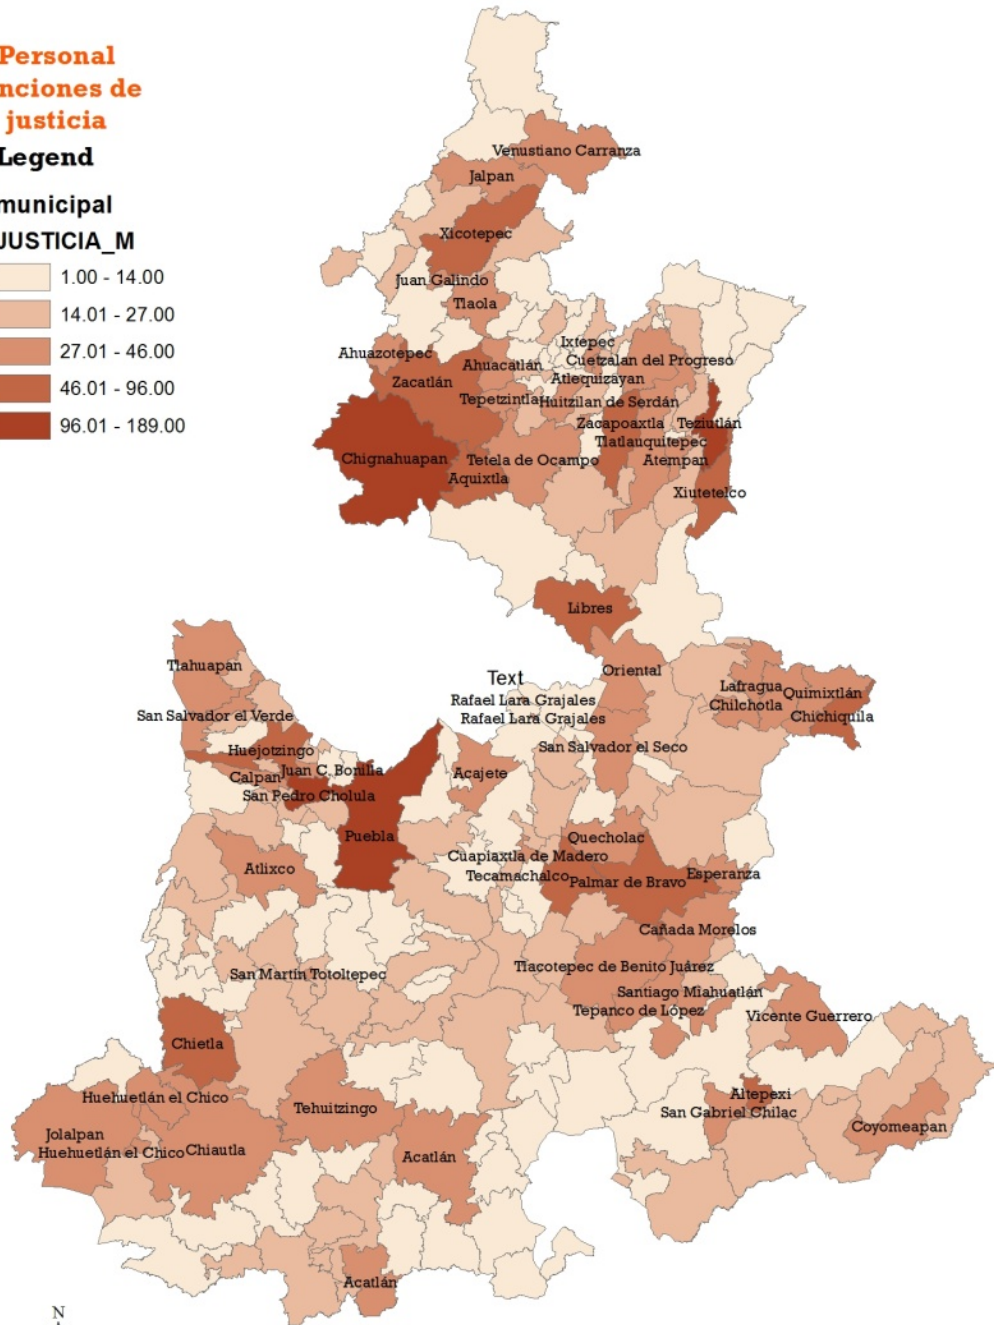 Personal
nciones de
justicia
Legend
municipal
JUSTICIA_M
1.00 - 14.00
14.01 - 27.00
27.01 - 46.00
46.01 - 96.00
96.01 - 189.00
Venustiano Carranza
Jalpan
Xicotepec
Juan Galindo
Tlaola
Ixtepec
Ahuazotepec
Cuetzalan del Progreso
Ahuacatlán
Zacatlán
Atlequizayan
Tepetzintla
Huitzilan de Serdán
Zacapoaxtla
Teziutlán
Tlatlauquitepec
Chignahuapan
Tetela de Ocampo
Atempan
Aquixtla
Xiutetelco
Libres
Tlahuapan
Oriental
Text
Lafragua
Quimixtlán
Rafael Lara Grajales
Chilchotla
San Salvador el Verde
Rafael Lara Grajales
Chichiquila
Huejotzingo
San Salvador el Seco
Juan C. Bonilla
Calpan
Acajete
San Pedro Cholula
Puebla
Quecholac
Cuapiaxtla de Madero
Atlixco
Tecamachalco
Palmar de Bravo
Esperanza
Cañada Morelos
San Martín Totoltepec
Tlacotepec de Benito Juárez
Santiago Miahuatlán
Tepanco de López
Vicente Guerrero
Chietla
Huehuetlán el Chico
Altepexi
Tehuitzingo
San Gabriel Chilac
Coyomeapan
Jolalpan
Huehuetlán el Chico
Chiautla
Acatlán
Acatlán
N